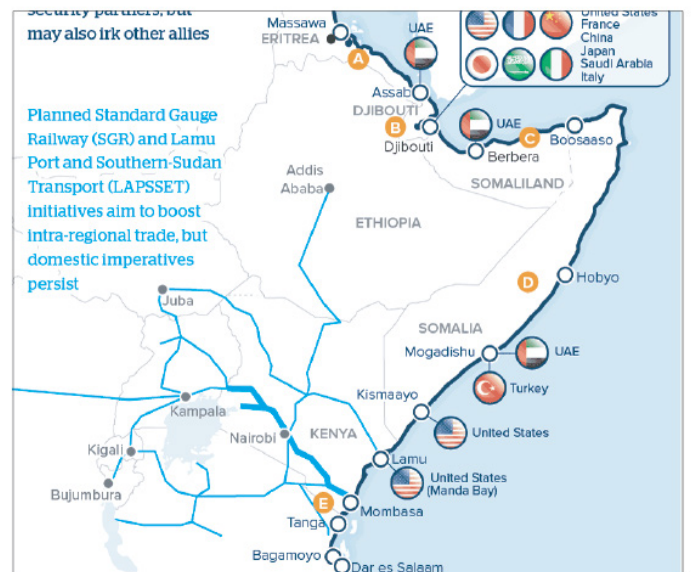 security partners, but
may also irk other allies
Planned Standard Gauge
Railway (SGR) and Lamu
Port and Southern-Sudan
Transport (LAPSSET)
initiatives aim to boost
intra-regional trade, but
domestic imperatives
persist
Massawa
ERITREA
A
UAE
United States
France
China
Japan
Saudi Arabia
Italy
Assab
DJIBOUTI
B
Djibouti
UAE
C
Berbera
Boosaaso
SOMALILAND
Addis
Ababa
ETHIOPIA
D
Hobyo
Juba
SOMALIA
Mogadishu
UAE
Turkey
Kismaayo
United States
Kampala
Nairobi
KENYA
Lamu
Kigali
United States
(Manda Bay)
Bujumbura
E
Mombasa
Tanga
Bagamoyo
Dar es Salaam